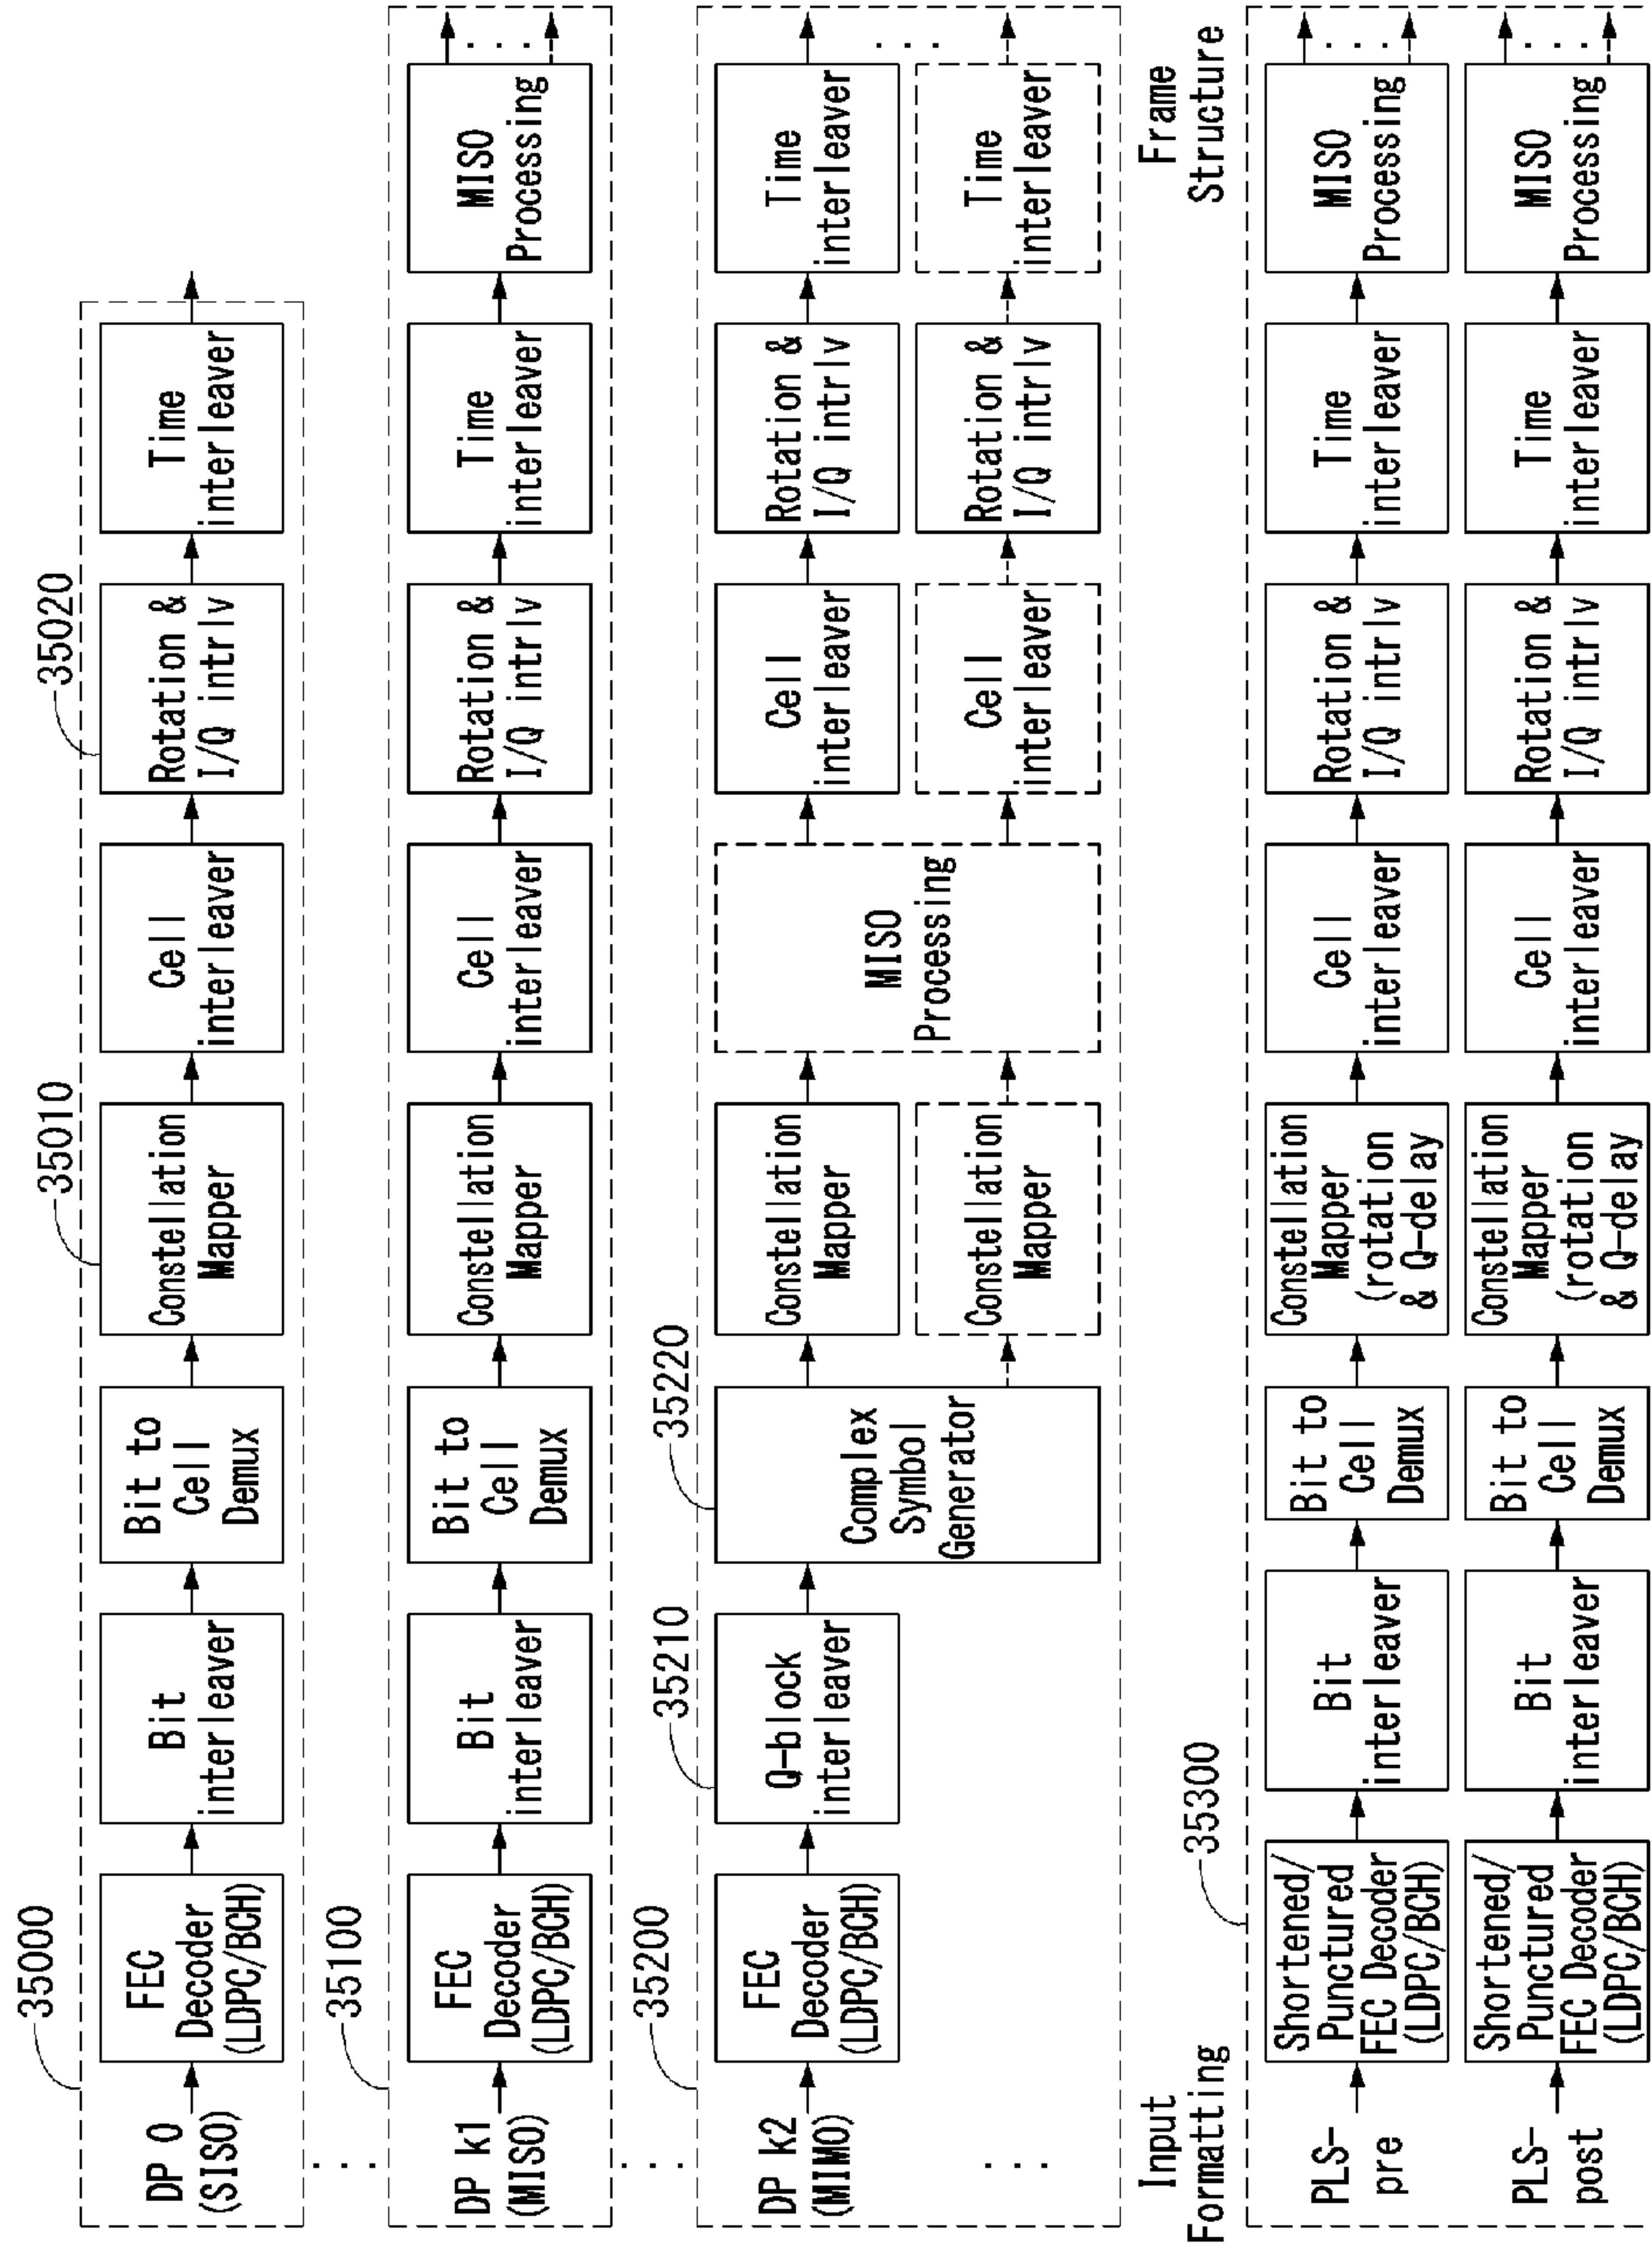 35000
DP 0
(SISO)
FEC
Decoder
(LDPC/BCH)
Bit
interleaver
Bit to
Cell
Demux
35010
Constellation
Mapper
Cell
interleaver
35020
Rotation &
I/Q intrlv
Time
interleaver
. . .
35100
DP k1
(MISO)
FEC
Decoder
(LDPC/BCH)
Bit
interleaver
Bit to
Cell
Demux
Constellation
Mapper
Cell
interleaver
Rotation &
I/Q intrlv
Time
interleaver
MISO
Processing
. . .
. . .
35200
DP k2
(MIMO)
FEC
Decoder
(LDPC/BCH)
35210
Q-block
interleaver
35220
Complex
Symbol
Generator
Constellation
Mapper
Constellation
Mapper
MISO
Processing
Cell
interleaver
Cell
interleaver
Rotation &
I/Q intrlv
Rotation &
I/Q intrlv
Time
interleaver
Time
interleaver
. . .
. . .
Input
Formatting
Frame
Structure
35300
PLS-
pre
Shortened/
Punctured
FEC Decoder
(LDPC/BCH)
Bit
interleaver
Bit to
Cell
Demux
Constellation
Mapper
(rotation
& Q-delay
Cell
interleaver
Rotation &
I/Q intrlv
Time
interleaver
MISO
Processing
. . .
PLS-
post
Shortened/
Punctured
FEC Decoder
(LDPC/BCH)
Bit
interleaver
Bit to
Cell
Demux
Constellation
Mapper
(rotation
& Q-delay
Cell
interleaver
Rotation &
I/Q intrlv
Time
interleaver
MISO
Processing
. . .